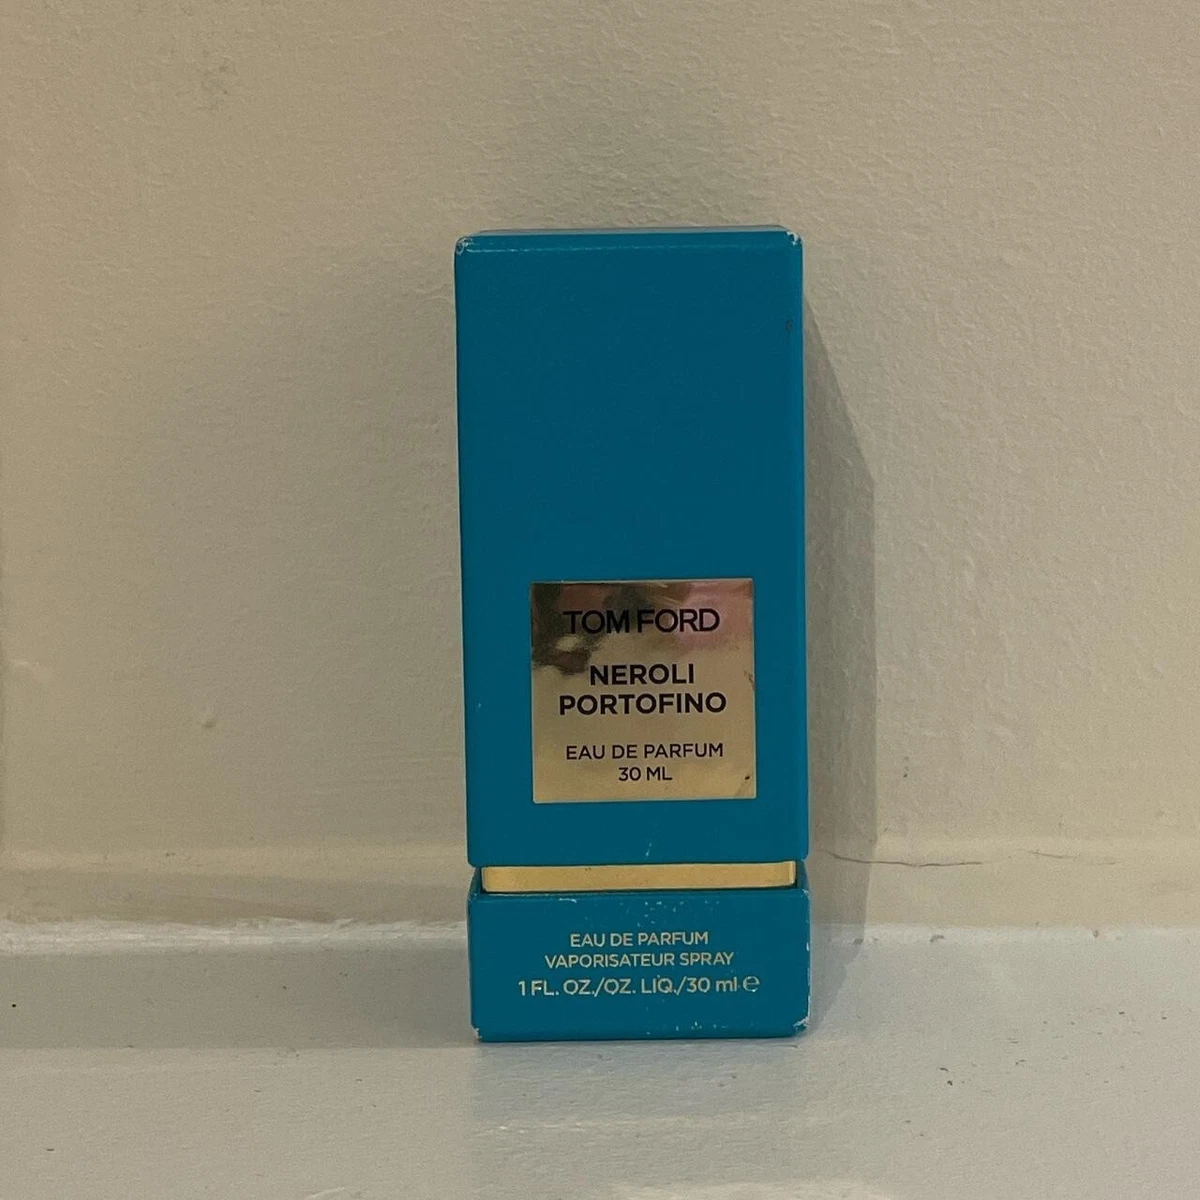 TOM FORD
NEROLI
PORTOFINO
EAU DE PARFUM
30 ML
EAU DE PARFUM
VAPORISATEUR SPRAY
1 FL. OZ./OZ. LIQ./30 ml ℮